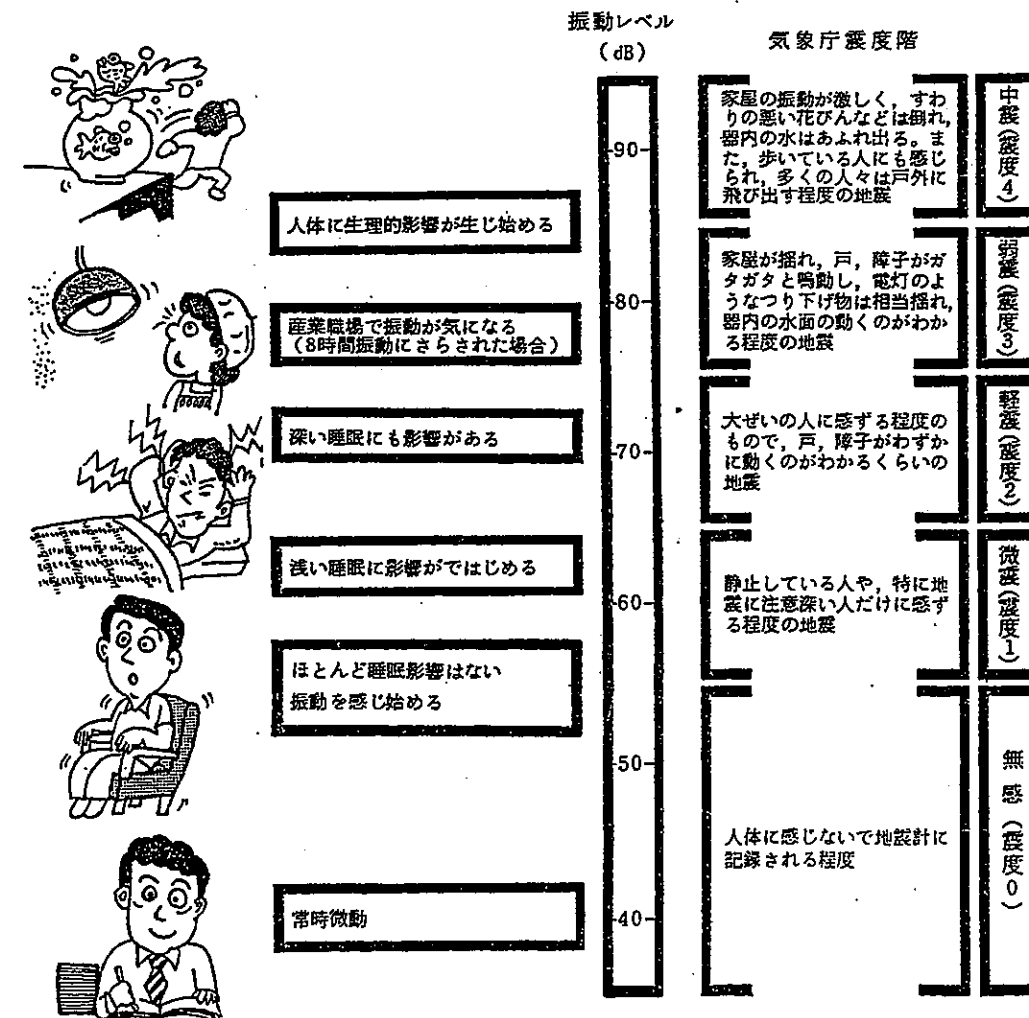 振動レベル
(dB)
気象庁震度階
家屋の振動が激しく，すわ
りの悪い花びんなどは倒れ，
器内の水はあふれ出る。ま
た，歩いている人にも感じ
られ，多くの人々は戸外に
飛び出す程度の地震
中震(震度4)
-90-
人体に生理的影響が生じ始める
家屋が揺れ，戸，障子がガ
タガタと鳴動し，電灯のよ
うなつり下げ物は相当揺れ，
器内の水面の動くのがわか
る程度の地震
弱震(震度3)
-80-
産業職場で振動が気になる
(8時間振動にさらされた場合)
深い睡眠にも影響がある
-70-
大ぜいの人に感ずる程度の
もので，戸，障子がわずか
に動くのがわかるくらいの
地震
軽震(震度2)
浅い睡眠に影響がではじめる
-60-
静止している人や，特に地
震に注意深い人だけに感ず
る程度の地震
微震(震度1)
ほとんど睡眠影響はない
振動を感じ始める
-50-
人体に感じないで地震計に
記録される程度
無感(震度0)
常時微動
-40-